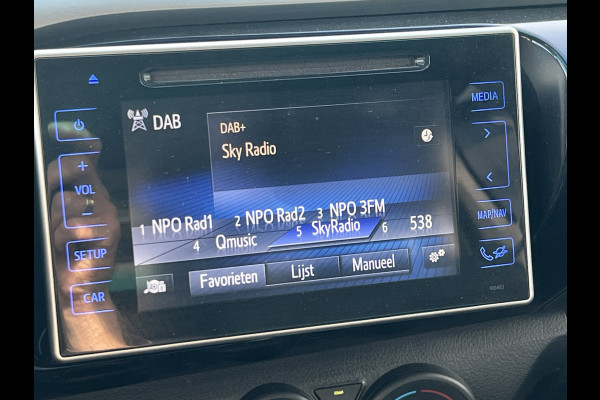 DAB
DAB+
Sky Radio
1 NPO Rad1 2 NPO Rad2 3 NPO 3FM
4 Qmusic 5 SkyRadio 6 538
Favorieten Lijst Manueel
+
VOL
-
SETUP
CAR
MEDIA
>
<
MAP/NAV